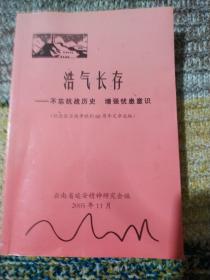 浩气长存
——不忘抗战历史 增强忧患意识
(纪念抗日战争胜利60周年文章选编)
云南省延安精神研究会编
2005年11月